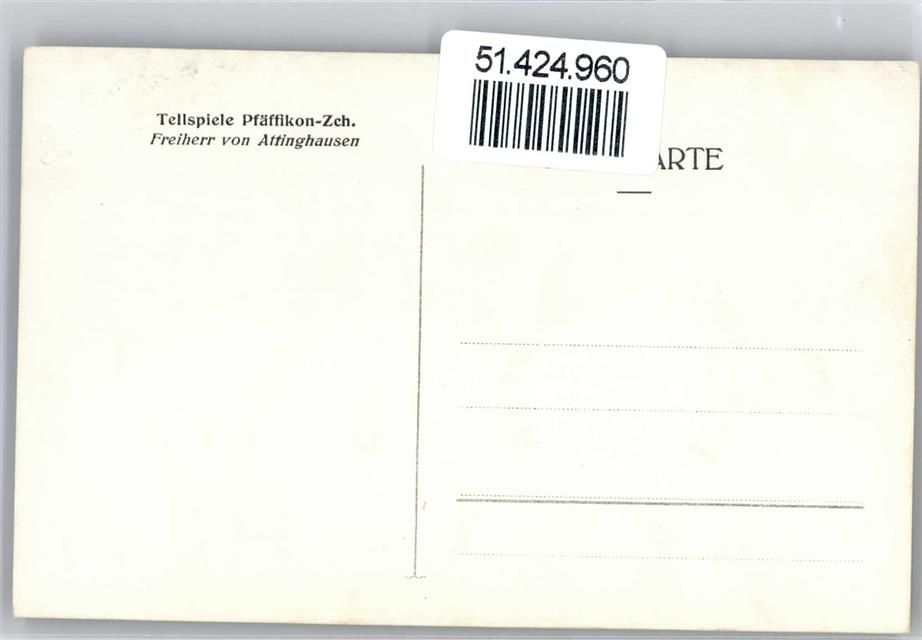 51.424.960
Tellspiele Pfäffikon-Zch.
Freiherr von Attinghausen
ARTE